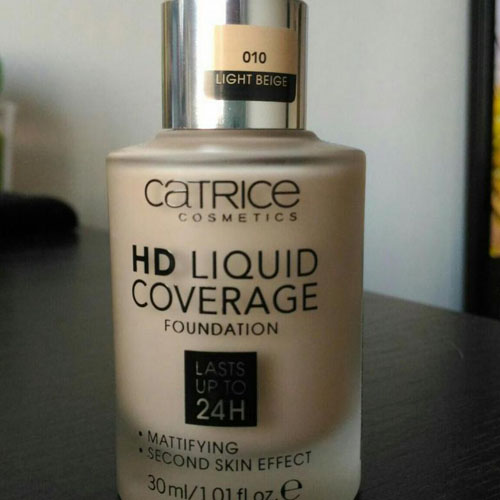 010
LIGHT BEIGE
CATRICE
COSMETICS
HD LIQUID
COVERAGE
FOUNDATION
LASTS
UP TO
24H
• MATTIFYING
• SECOND SKIN EFFECT
30 ml/1.01 fl oz. ℮